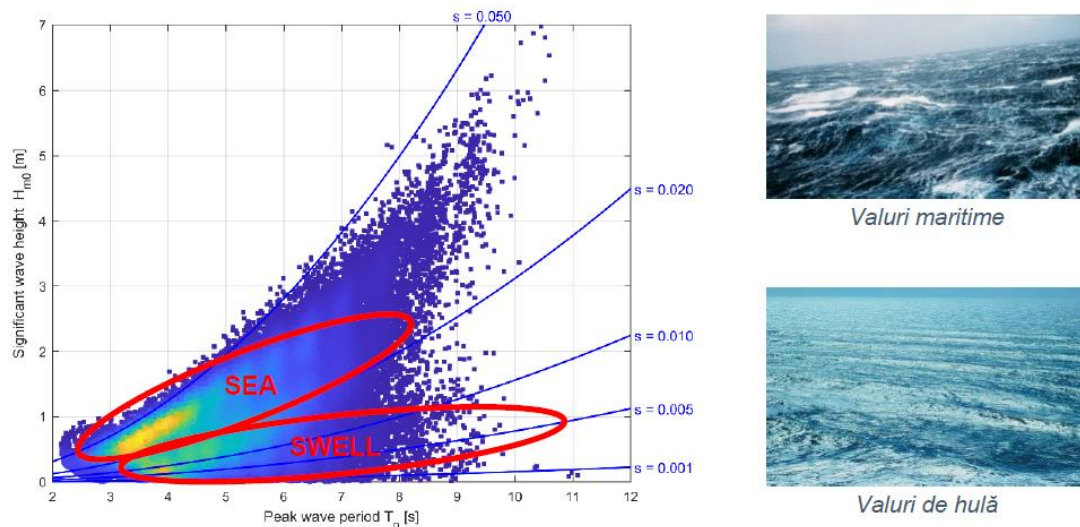 s = 0.050
7
6
5
4
3
2
1
0
Significant wave height H_m0 [m]
s = 0.020
s = 0.010
s = 0.005
s = 0.001
SEA
SWELL
2 3 4 5 6 7 8 9 10 11 12
Peak wave period T_p [s]
Valuri maritime
Valuri de hulă